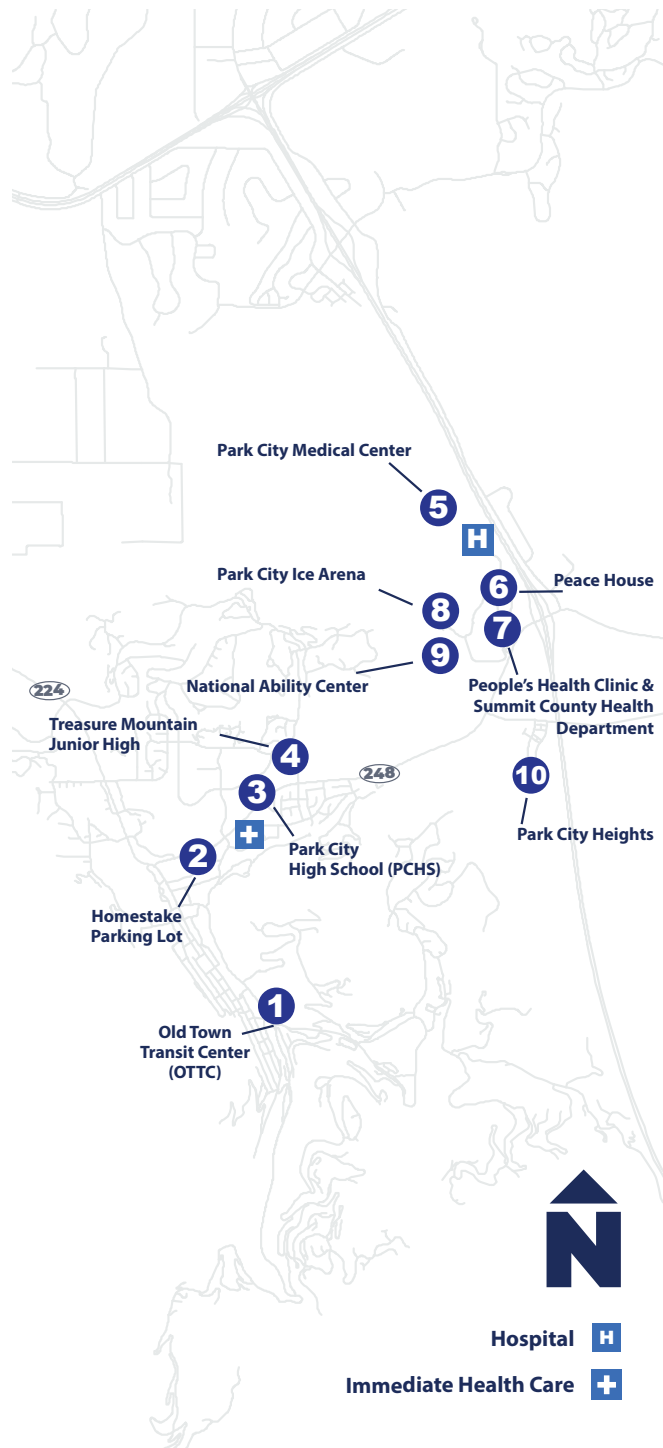 Park City Medical Center
5
H
Park City Ice Arena
6
Peace House
8
7
9
National Ability Center
People's Health Clinic &
Summit County Health
Department
224
Treasure Mountain
Junior High
4
248
10
3
Park City Heights
Park City
High School (PCHS)
2
Homestake
Parking Lot
1
Old Town
Transit Center
(OTTC)
N
Hospital H
Immediate Health Care +